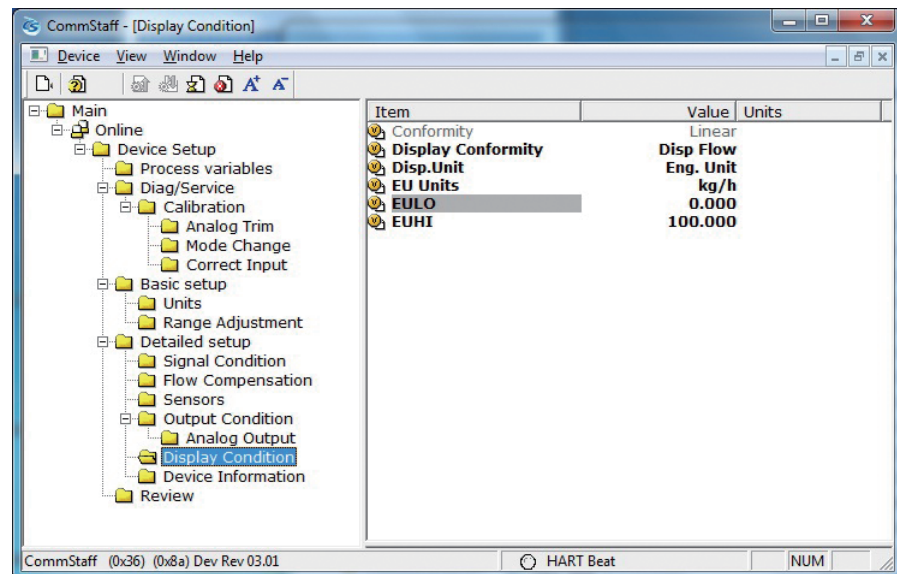 CommStaff - [Display Condition]
Device View Window Help
Main
Online
Device Setup
Process variables
Diag/Service
Calibration
Analog Trim
Mode Change
Correct Input
Basic setup
Units
Range Adjustment
Detailed setup
Signal Condition
Flow Compensation
Sensors
Output Condition
Analog Output
Display Condition
Device Information
Review
Item Value Units
Conformity Linear
Display Conformity Disp Flow
Disp.Unit Eng. Unit
EU Units kg/h
EULO 0.000
EUHI 100.000
CommStaff (0x36) (0x8a) Dev Rev 03.01 HART Beat NUM